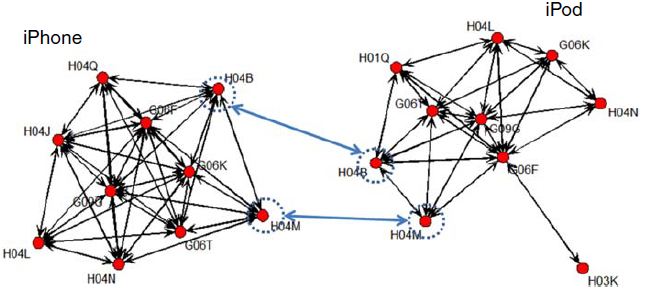 iPod
iPhone
H04L
G06K
H04Q
H04B
H01Q
G06F
G06T
H04N
G09G
H04J
G06K
H04B
G06F
G09G
H04M
H04M
H04L
G06T
H04N
H03K